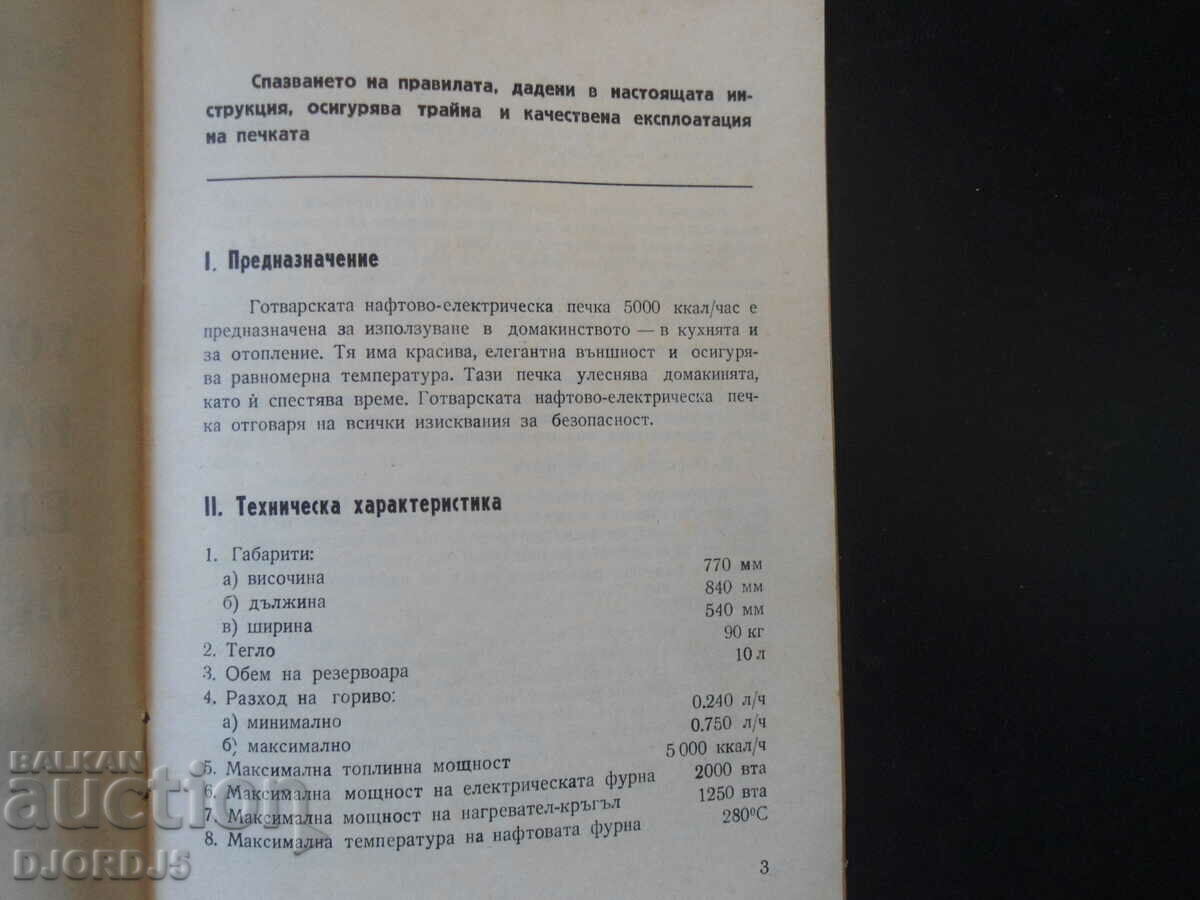 Спазването на правилата, дадени в настоящата ин-
струкция, осигурява трайна и качествена експлоатация
на печката
I. Предназначение
Готварската нафтово-електрическа печка 5000 ккал/час е
предназначена за използуване в домакинството — в кухнята и
за отопление. Тя има красива, елегантна външност и осигуря-
ва равномерна температура. Тази печка улеснява домакинята,
като ѝ спестява време. Готварската нафтово-електрическа печ-
ка отговаря на всички изисквания за безопасност.
II. Техническа характеристика
1. Габарити:
а) височина 770 мм
б) дължина 840 мм
в) ширина 540 мм
2. Тегло 90 кг
3. Обем на резервоара 10 л
4. Разход на гориво:
а) минимално 0.240 л/ч
б) максимално 0.750 л/ч
5. Максимална топлинна мощност 5 000 ккал/ч
6. Максимална мощност на електрическата фурна 2000 вта
7. Максимална мощност на нагревател-кръгъл 1250 вта
8. Максимална температура на нафтовата фурна 280°С
3
BALKAN
auction
DJORDJ5